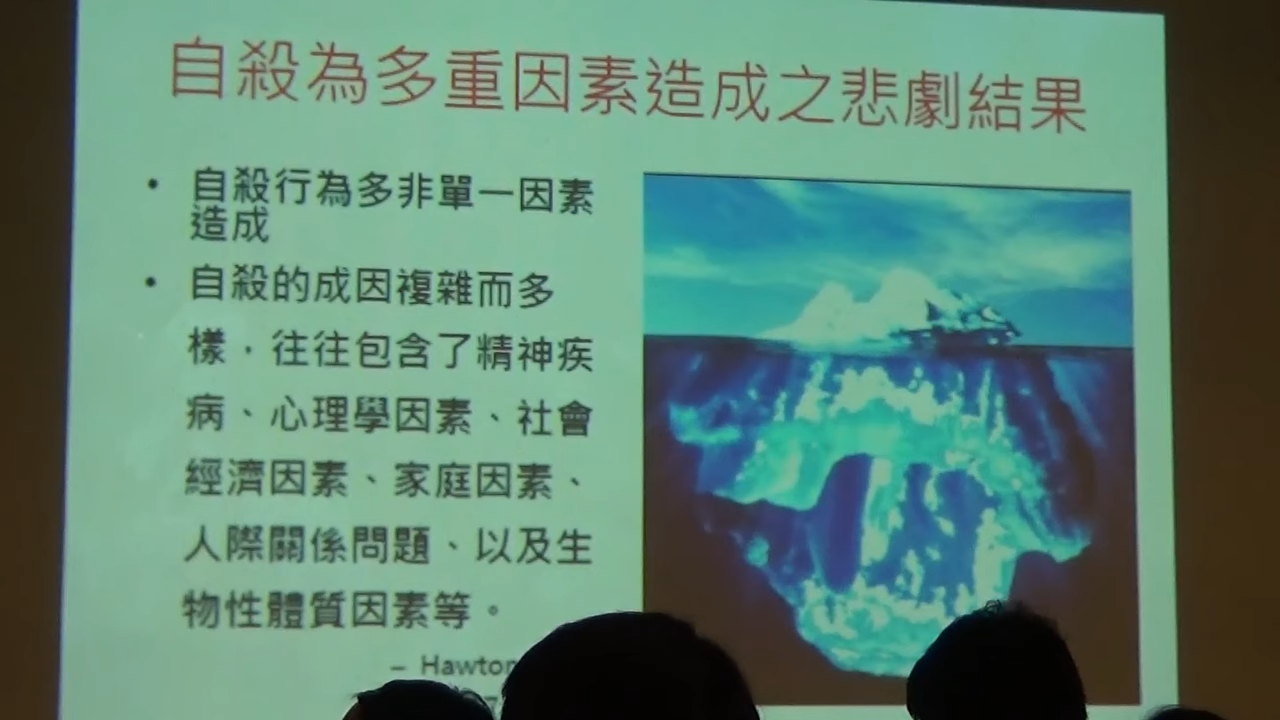 自殺為多重因素造成之悲劇結果
• 自殺行為多非單一因素
造成
• 自殺的成因複雜而多
樣，往往包含了精神疾
病、心理學因素、社會
經濟因素、家庭因素、
人際關係問題、以及生
物性體質因素等。
– Hawton